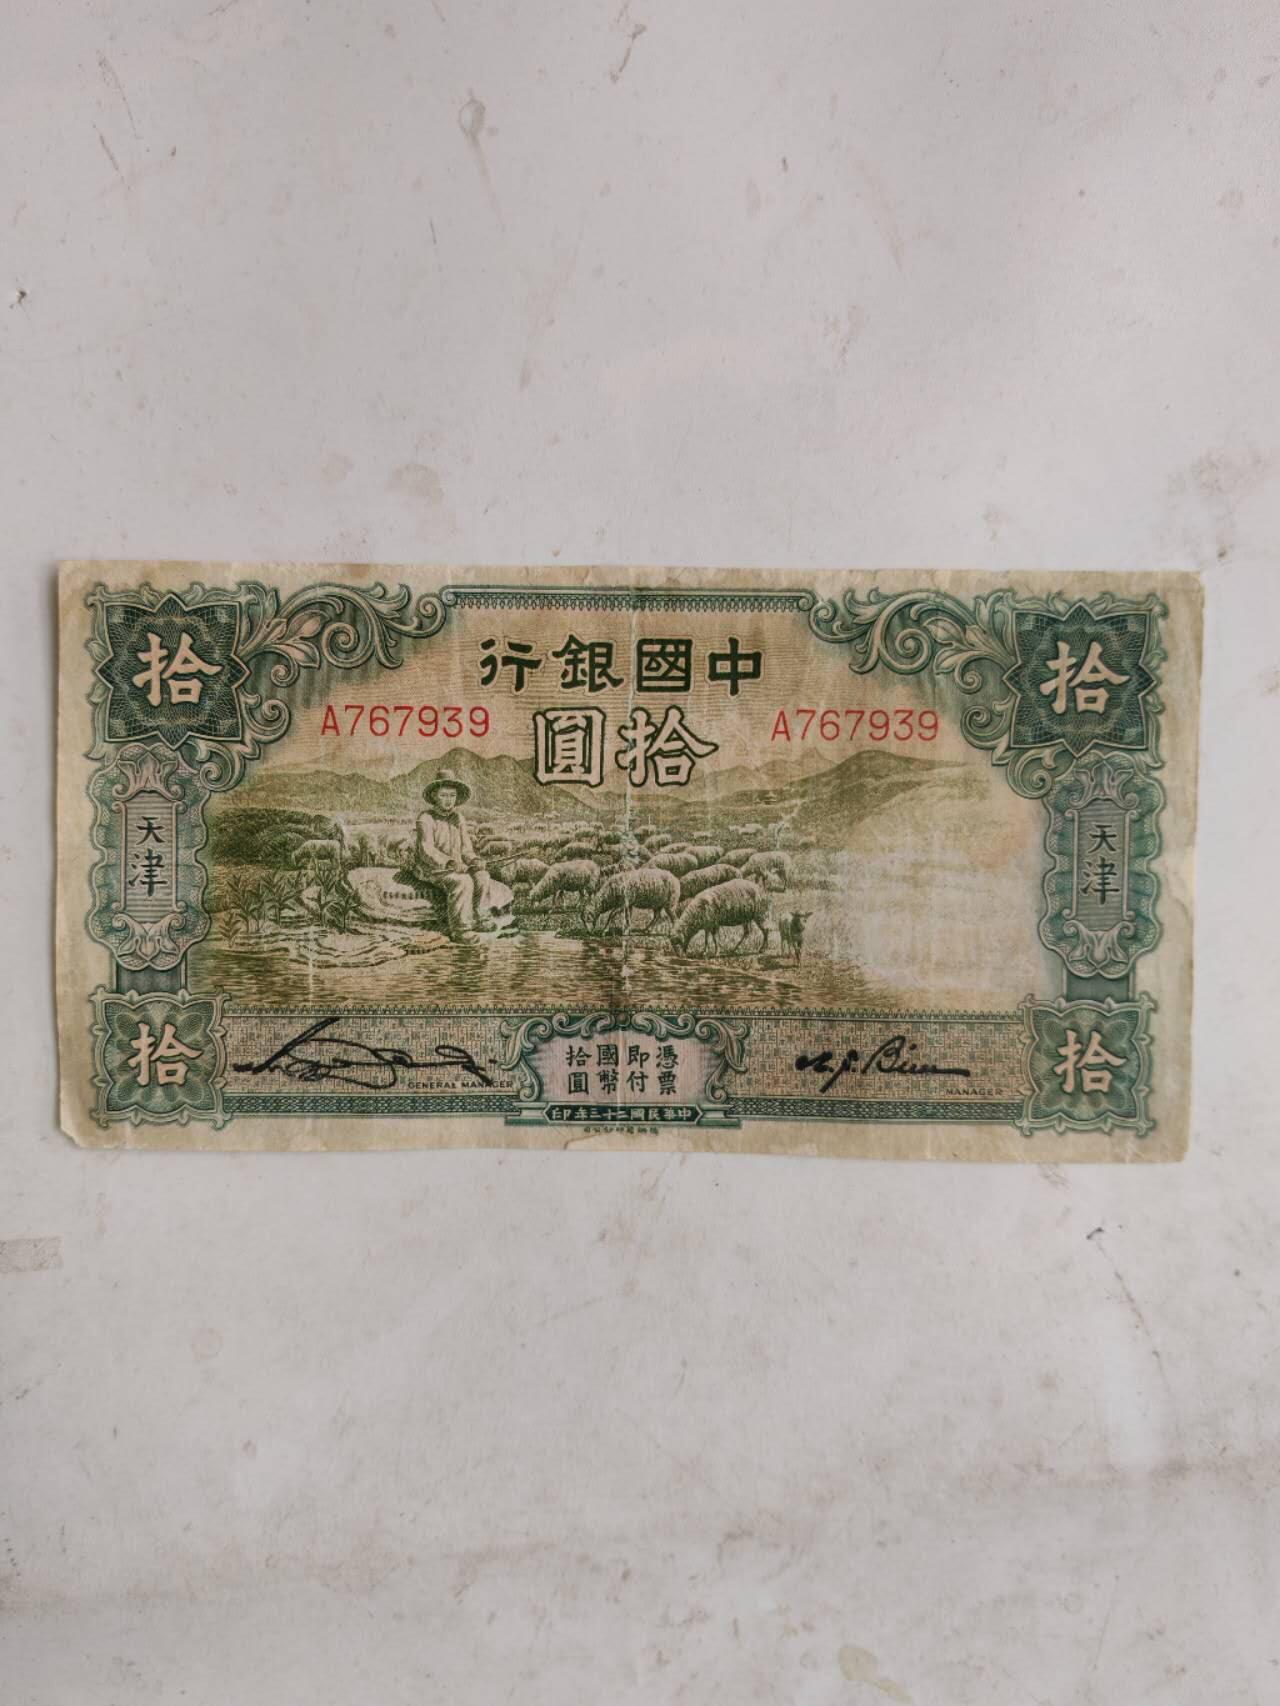 中國銀行
拾 拾
A767939 拾圓 A767939
天津 天津
拾 拾
憑票
即付
國幣
拾圓
GENERAL MANAGER MANAGER
中華民國二十三年印